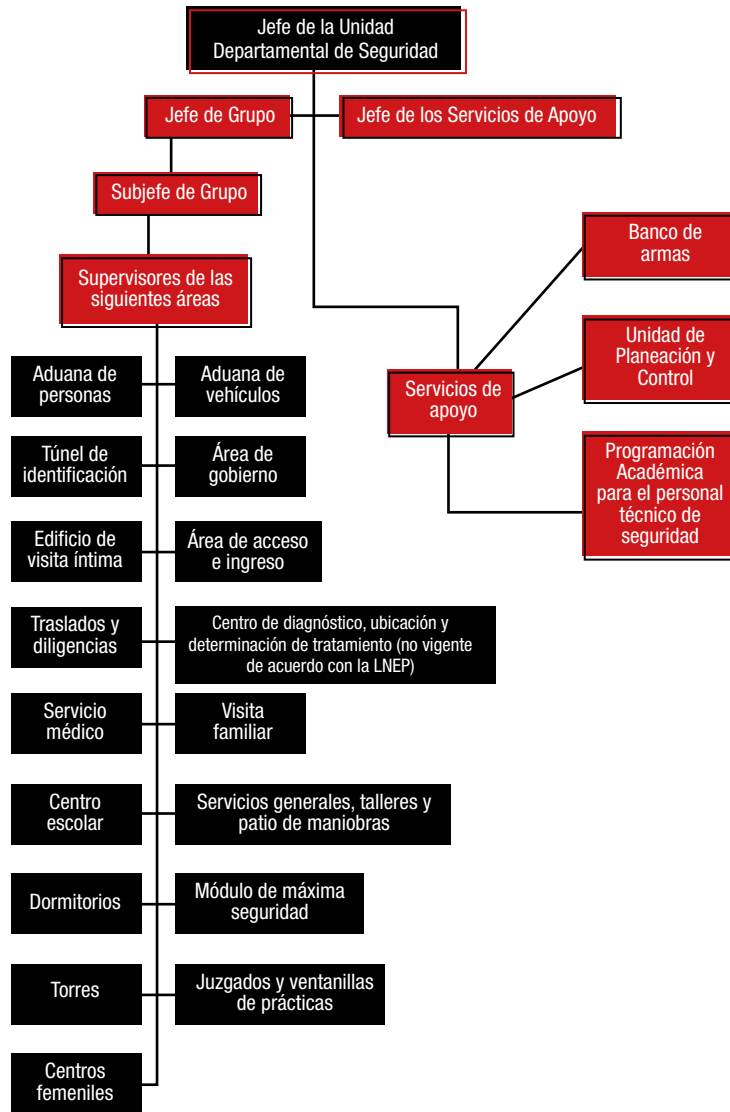 Jefe de la Unidad
Departamental de Seguridad
Jefe de Grupo
Jefe de los Servicios de Apoyo
Subjefe de Grupo
Supervisores de las
siguientes áreas
Banco de
armas
Unidad de
Planeación y
Control
Servicios de
apoyo
Programación
Académica
para el personal
técnico de
seguridad
Aduana de
personas
Aduana de
vehículos
Túnel de
identificación
Área de
gobierno
Edificio de
visita íntima
Área de acceso
e ingreso
Traslados y
diligencias
Centro de diagnóstico, ubicación y
determinación de tratamiento (no vigente
de acuerdo con la LNEP)
Servicio
médico
Visita
familiar
Centro
escolar
Servicios generales, talleres y
patio de maniobras
Dormitorios
Módulo de máxima
seguridad
Torres
Juzgados y ventanillas
de prácticas
Centros
femeniles